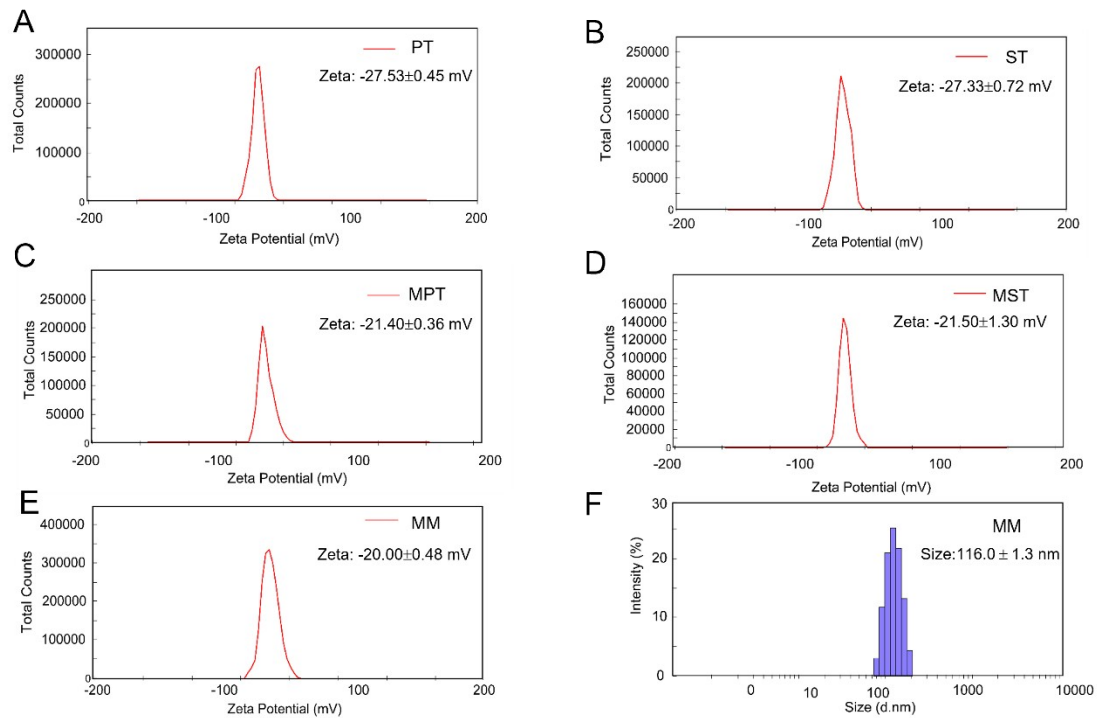 A
PT
Zeta: -27.53±0.45 mV
Total Counts
300000
200000
100000
0
-200
-100
100
200
Zeta Potential (mV)
B
ST
Zeta: -27.33±0.72 mV
Total Counts
250000
200000
150000
100000
50000
0
-200
-100
100
200
Zeta Potential (mV)
C
MPT
Zeta: -21.40±0.36 mV
Total Counts
250000
200000
150000
100000
50000
0
-200
-100
100
200
Zeta Potential (mV)
D
MST
Zeta: -21.50±1.30 mV
Total Counts
160000
140000
120000
100000
80000
60000
40000
20000
0
-200
-100
100
200
Zeta Potential (mV)
E
MM
Zeta: -20.00±0.48 mV
Total Counts
400000
300000
200000
100000
0
-200
-100
100
200
Zeta Potential (mV)
F
MM
Size:116.0 ± 1.3 nm
Intensity (%)
30
20
10
0
0
10
100
1000
10000
Size (d.nm)